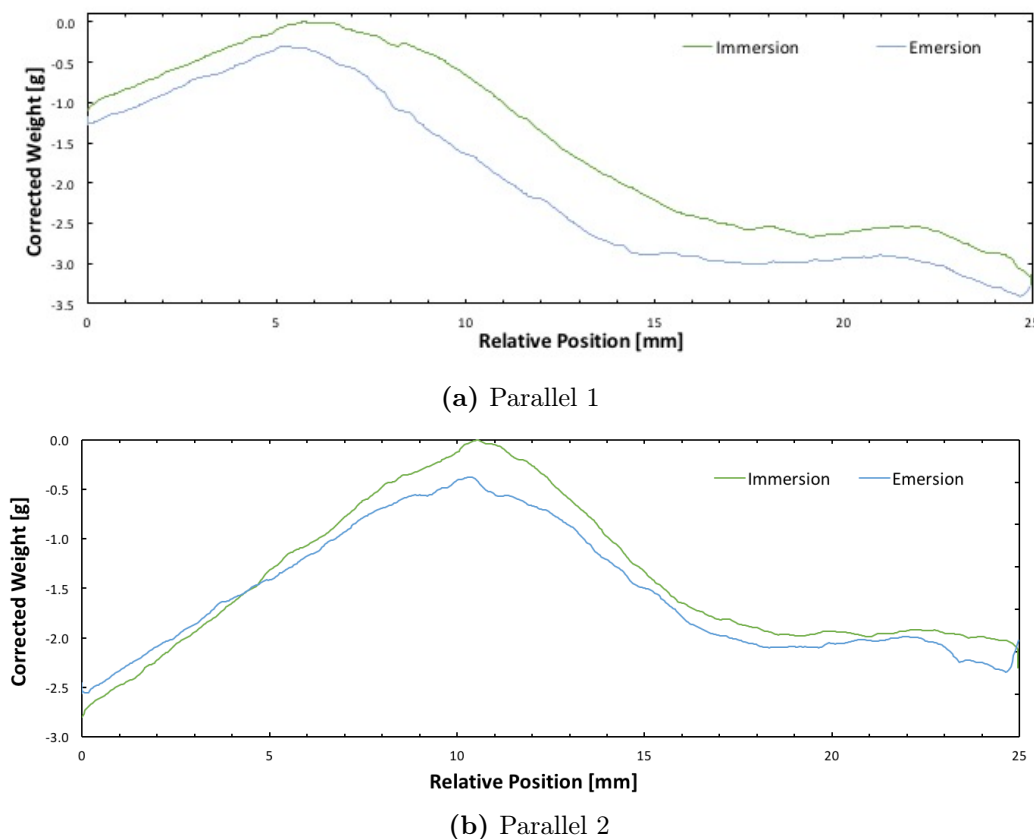 0.0
-0.5
-1.0
-1.5
-2.0
-2.5
-3.0
-3.5
Corrected Weight [g]
Immersion Emersion
0 5 10 15 20 25
Relative Position [mm]
(a) Parallel 1
0.0
-0.5
-1.0
-1.5
-2.0
-2.5
-3.0
Corrected Weight [g]
Immersion Emersion
0 5 10 15 20 25
Relative Position [mm]
(b) Parallel 2